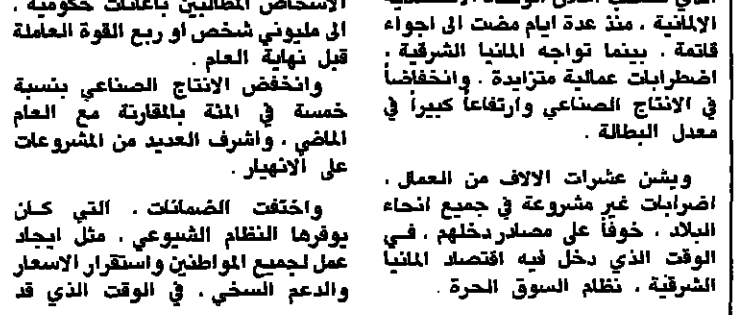 الالمانية ، منذ عدة ايام مضت الى اجواء
قاتمة ، بينما تواجه المانيا الشرقية ،
اضطرابات عمالية متزايدة ، وانخفاضاً
في الانتاج الصناعي وارتفاعاً كبيراً في
معدل البطالة .
ويشن عشرات الالاف من العمال ،
اضرابات غير مشروعة في جميع انحاء
البلاد ، خوفاً على مصادر دخلهم ، في
الوقت الذي دخل فيه اقتصاد المانيا
الشرقية ، نظام السوق الحرة .
الاشخاص المطالبين باعانات حكومية ،
الى مليوني شخص او ربع القوة العاملة
قبل نهاية العام .
وانخفض الانتاج الصناعي بنسبة
خمسة في المئة بالمقارنة مع العام
الماضي ، واشرف العديد من المشروعات
على الانهيار .
واختفت الضمانات ، التي كان
يوفرها النظام الشيوعي ، مثل ايجاد
عمل لجميع المواطنين واستقرار الاسعار
والدعم السخي ، في الوقت الذي قد